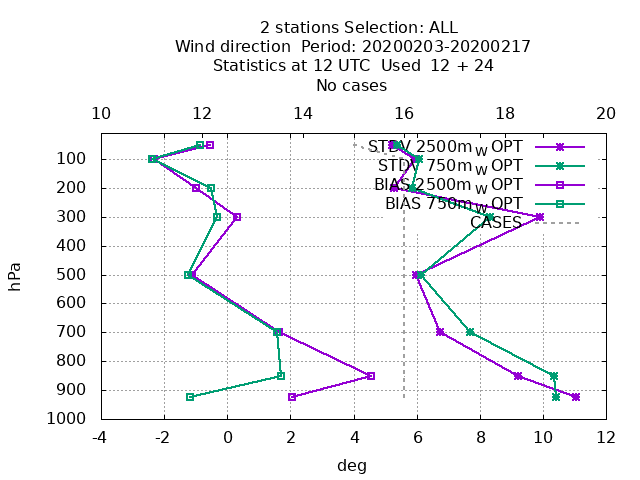 2 stations Selection: ALL
Wind direction  Period: 20200203-20200217
Statistics at 12 UTC  Used  12 + 24
No cases
10 12 14 16 18 20
STDV 2500m W OPT
STDV 750m W OPT
BIAS 2500m W OPT
BIAS 750m W OPT
CASES
100
200
300
400
500
600
700
800
900
1000
hPa
-4 -2 0 2 4 6 8 10 12
deg